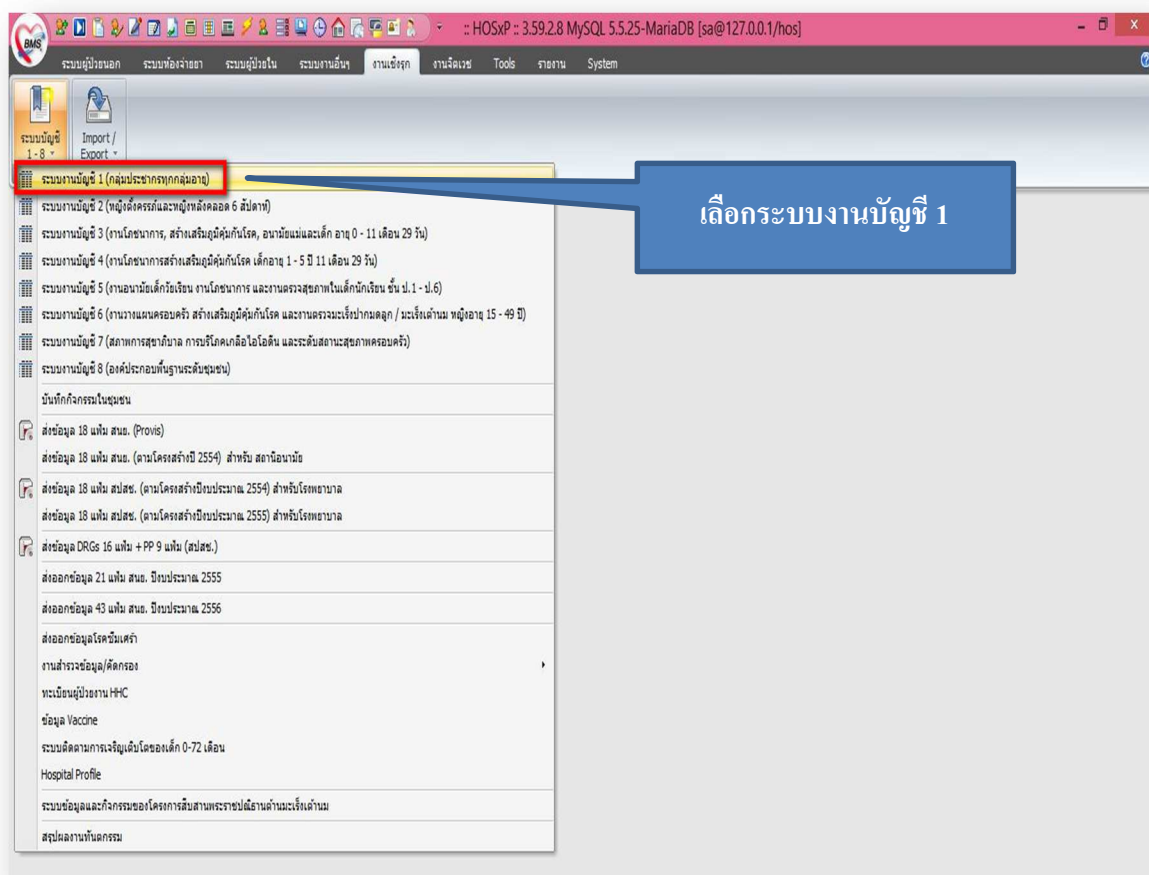 BMS
:: HOSxP :: 3.59.2.8 MySQL 5.5.25-MariaDB [sa@127.0.0.1/hos]
ระบบผู้ป่วยนอก ระบบห้องจ่ายยา ระบบผู้ป่วยใน ระบบงานอื่นๆ งานเชิงรุก งานจิตเวช Tools รายงาน System
ระบบบัญชี
1 - 8
Import /
Export
ระบบงานบัญชี 1 (กลุ่มประชากรทุกกลุ่มอายุ)
เลือกระบบงานบัญชี 1
ระบบงานบัญชี 2 (หญิงตั้งครรภ์และหญิงหลังคลอด 6 สัปดาห์)
ระบบงานบัญชี 3 (งานโภชนาการ, สร้างเสริมภูมิคุ้มกันโรค, อนามัยแม่และเด็ก อายุ 0 - 11 เดือน 29 วัน)
ระบบงานบัญชี 4 (งานโภชนาการสร้างเสริมภูมิคุ้มกันโรค เด็กอายุ 1 - 5 ปี 11 เดือน 29 วัน)
ระบบงานบัญชี 5 (งานอนามัยเด็กวัยเรียน งานโภชนาการ และงานตรวจสุขภาพในเด็กนักเรียน ชั้น ป.1 - ป.6)
ระบบงานบัญชี 6 (งานวางแผนครอบครัว สร้างเสริมภูมิคุ้มกันโรค และงานตรวจมะเร็งปากมดลูก / มะเร็งเต้านม หญิงอายุ 15 - 49 ปี)
ระบบงานบัญชี 7 (สภาพการสุขาภิบาล การบริโภคเกลือไอโอดีน และระดับสถานะสุขภาพครอบครัว)
ระบบงานบัญชี 8 (องค์ประกอบพื้นฐานระดับชุมชน)
บันทึกกิจกรรมในชุมชน
ส่งข้อมูล 18 แฟ้ม สนย. (Provis)
ส่งข้อมูล 18 แฟ้ม สนย. (ตามโครงสร้างปี 2554) สำหรับ สถานีอนามัย
ส่งข้อมูล 18 แฟ้ม สปสช. (ตามโครงสร้างปีงบประมาณ 2554) สำหรับโรงพยาบาล
ส่งข้อมูล 18 แฟ้ม สปสช. (ตามโครงสร้างปีงบประมาณ 2555) สำหรับโรงพยาบาล
ส่งข้อมูล DRGs 16 แฟ้ม + PP 9 แฟ้ม (สปสช.)
ส่งออกข้อมูล 21 แฟ้ม สนย. ปีงบประมาณ 2555
ส่งออกข้อมูล 43 แฟ้ม สนย. ปีงบประมาณ 2556
ส่งออกข้อมูลโรคซึมเศร้า
งานสำรวจข้อมูล/คัดกรอง
ทะเบียนผู้ป่วยงาน HHC
ข้อมูล Vaccine
ระบบติดตามการเจริญเติบโตของเด็ก 0-72 เดือน
Hospital Profile
ระบบข้อมูลและกิจกรรมของโครงการสืบสานพระราชปณิธานต้านมะเร็งเต้านม
สรุปผลงานทันตกรรม